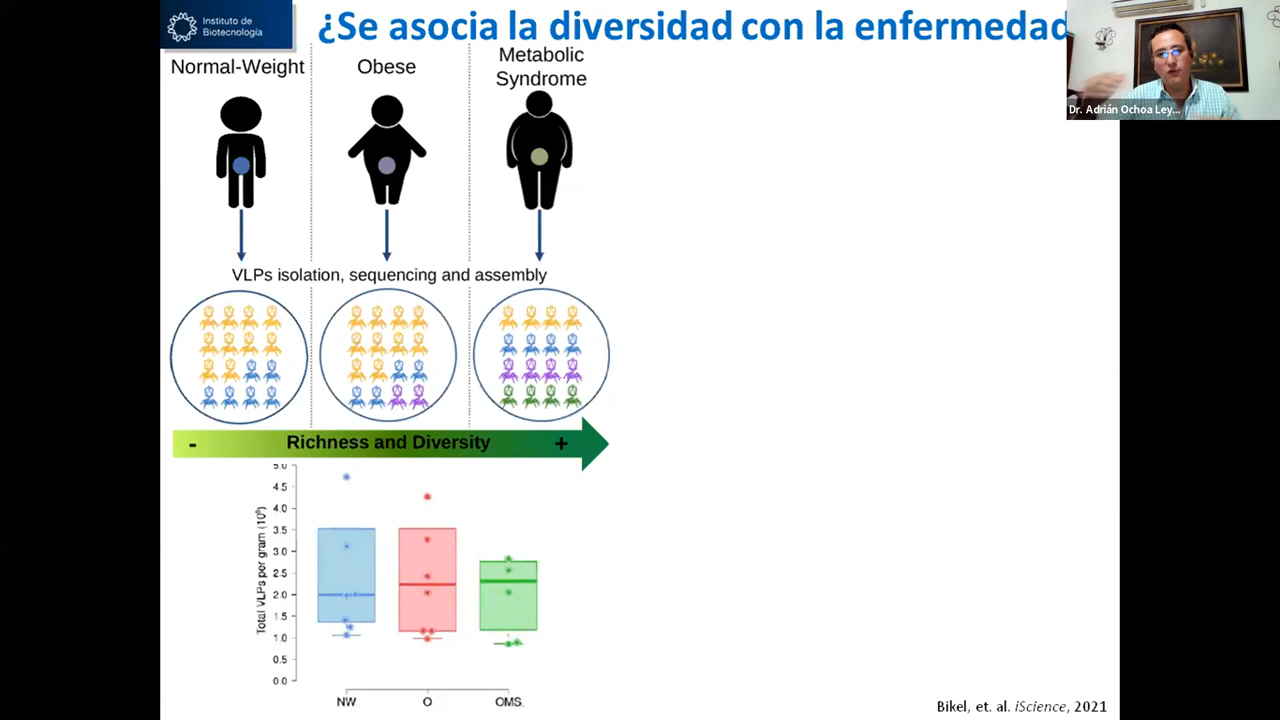 Instituto de
Biotecnología
¿Se asocia la diversidad con la enfermedad
Dr. Adrián Ochoa Ley...
Normal-Weight
Obese
Metabolic
Syndrome
VLPs isolation, sequencing and assembly
- Richness and Diversity +
Total VLPs per gram (10⁹)
5.0
4.5
4.0
3.5
3.0
2.5
2.0
1.5
1.0
0.5
0.0
NW O OMS.
Bikel, et. al. iScience, 2021